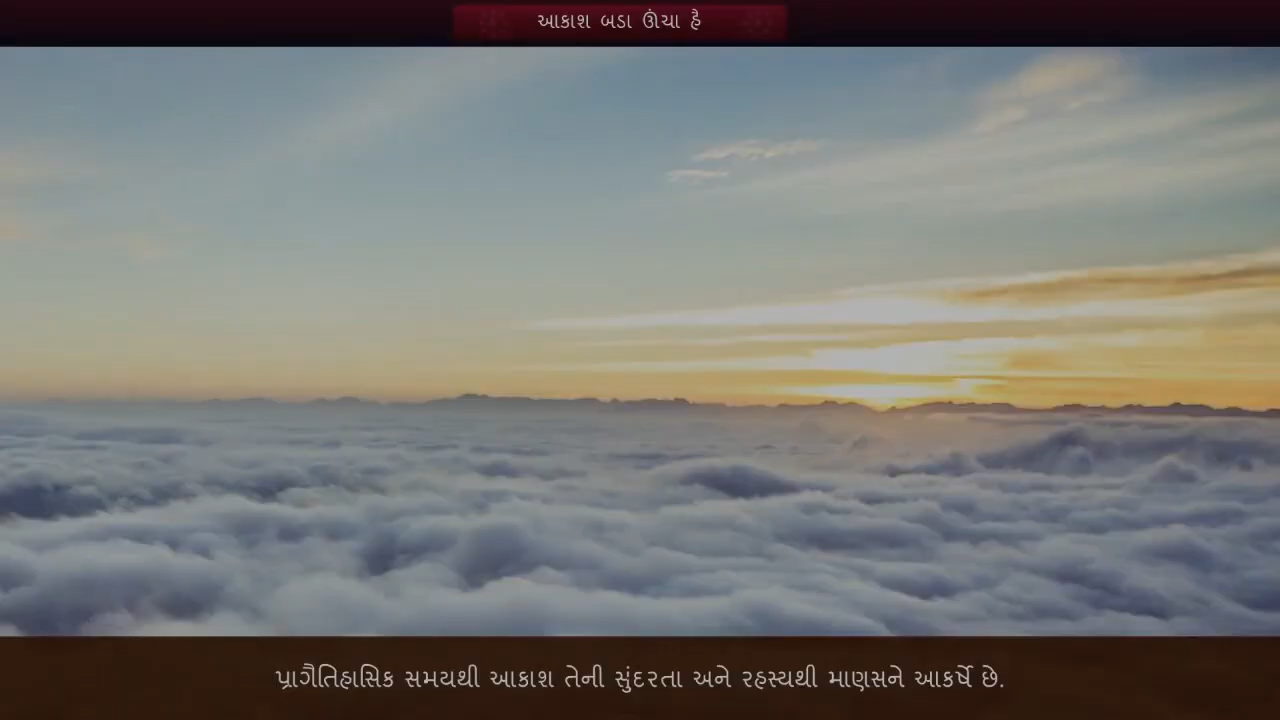 આકાશ બડા ઊંચા હૈ
પ્રાગૈતિહાસિક સમયથી આકાશ તેની સુંદરતા અને રહસ્યથી માણસને આકર્ષે છે.